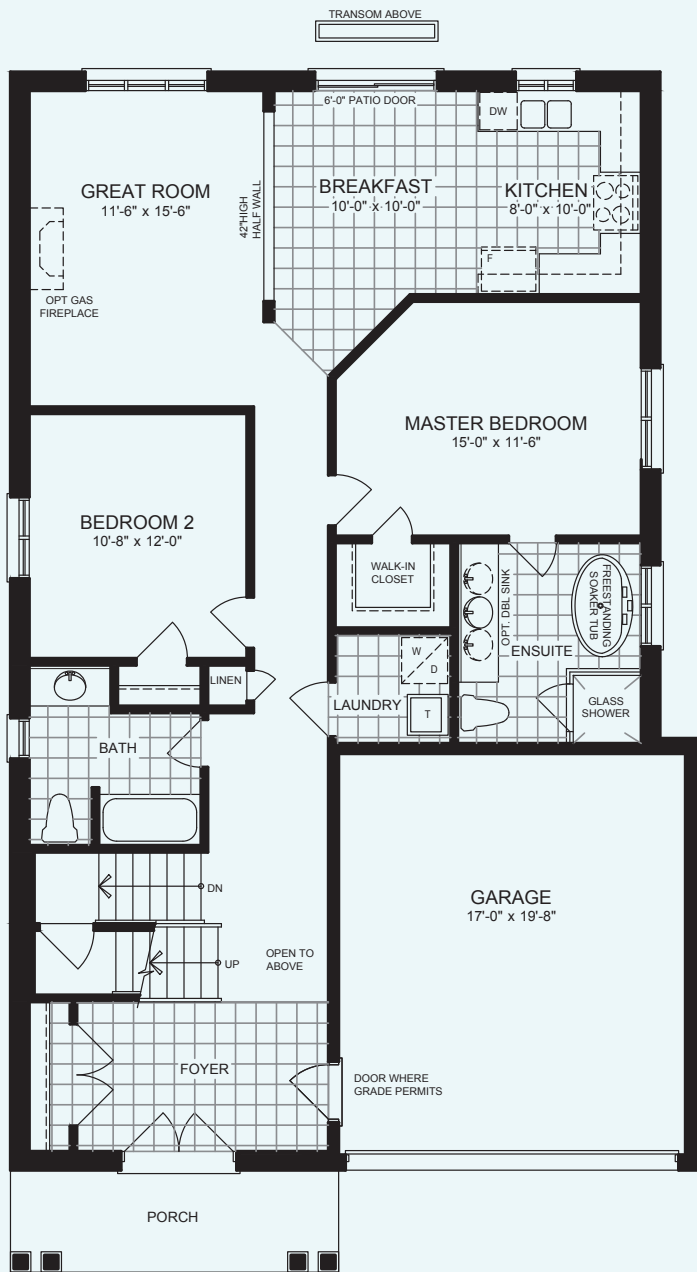 TRANSOM ABOVE
6'-0" PATIO DOOR
DW
GREAT ROOM
11'-6" x 15'-6"
42"HIGH
HALF WALL
BREAKFAST
10'-0" x 10'-0"
KITCHEN
8'-0" x 10'-0"
F
OPT GAS
FIREPLACE
MASTER BEDROOM
15'-0" x 11'-6"
BEDROOM 2
10'-8" x 12'-0"
WALK-IN
CLOSET
OPT. DBL SINK
FREESTANDING
SOAKER TUB
ENSUITE
W
D
LINEN
LAUNDRY
T
GLASS
SHOWER
BATH
DN
GARAGE
17'-0" x 19'-8"
UP
OPEN TO
ABOVE
FOYER
DOOR WHERE
GRADE PERMITS
PORCH